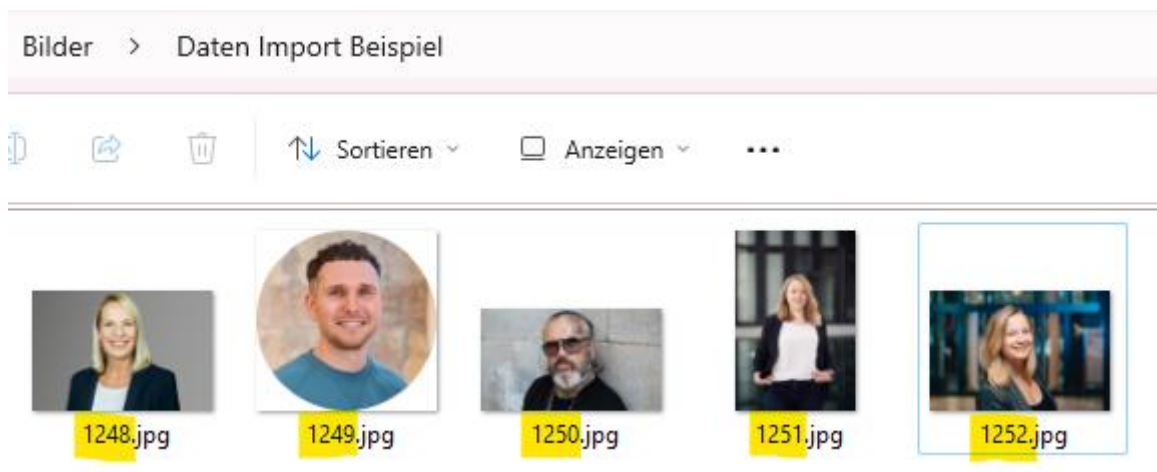 Bilder > Daten Import Beispiel
Sortieren Anzeigen ...
1248.jpg 1249.jpg 1250.jpg 1251.jpg 1252.jpg